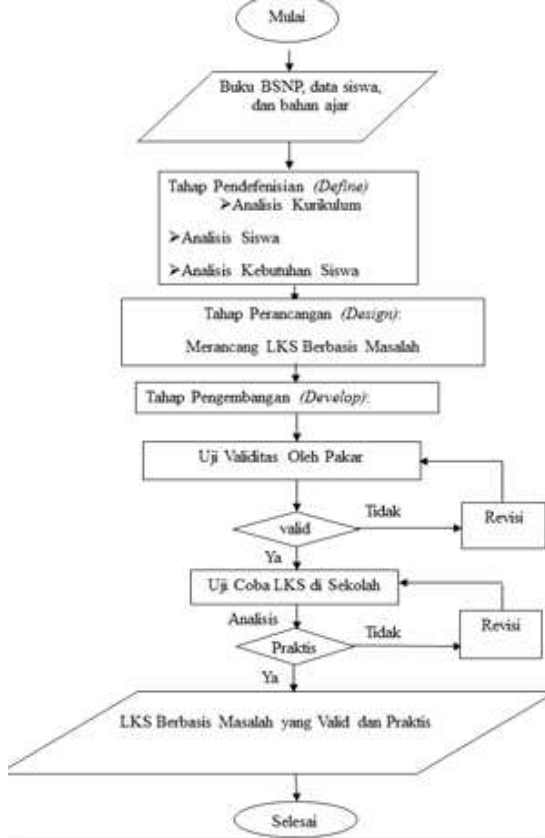 Mulai
Buku BSNP, data siswa,
dan bahan ajar
Tahap Pendefenisian (Define)
➢Analisis Kurikulum
➢Analisis Siswa
➢Analisis Kebutuhan Siswa
Tahap Perancangan (Design):
Merancang LKS Berbasis Masalah
Tahap Pengembangan (Develop):
Uji Validitas Oleh Pakar
valid
Tidak
Revisi
Ya
Uji Coba LKS di Sekolah
Analisis
Praktis
Tidak
Revisi
Ya
LKS Berbasis Masalah yang Valid dan Praktis
Selesai